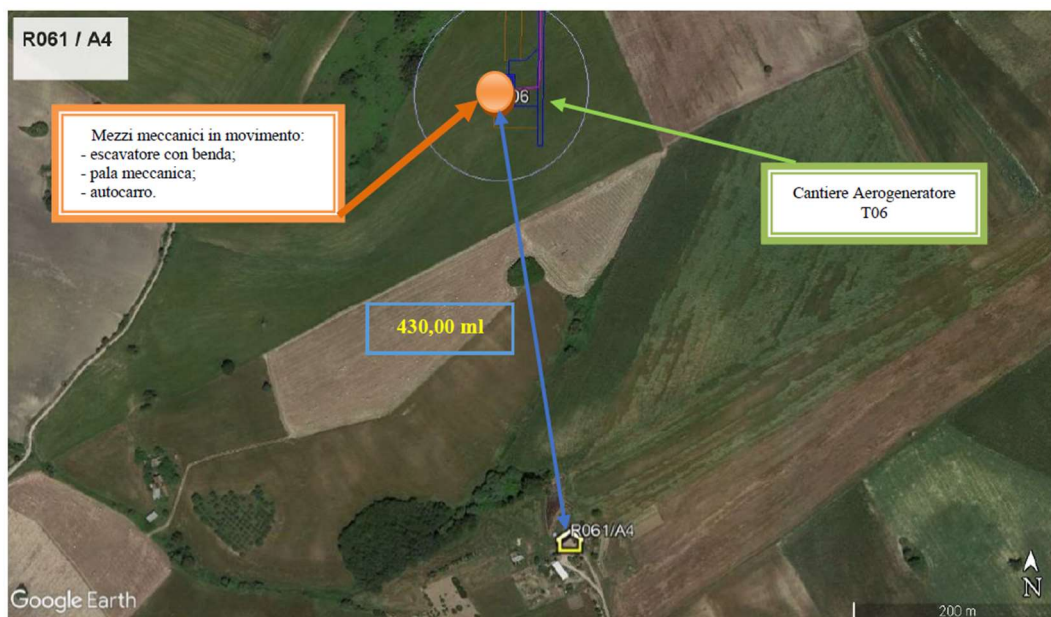 R061 / A4
06
Mezzi meccanici in movimento:
- escavatore con benda;
- pala meccanica;
- autocarro.
Cantiere Aerogeneratore
T06
430,00 ml
R061/A4
Google Earth
N
200 m